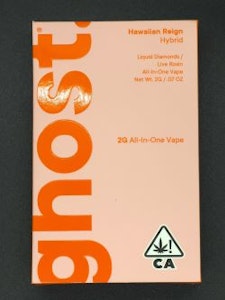 ghost.
Hawaiian Reign
Hybrid
Liquid Diamonds /
Live Rosin
All-In-One Vape
Net Wt. 2G / .07 OZ
2G All-In-One Vape
!
CA